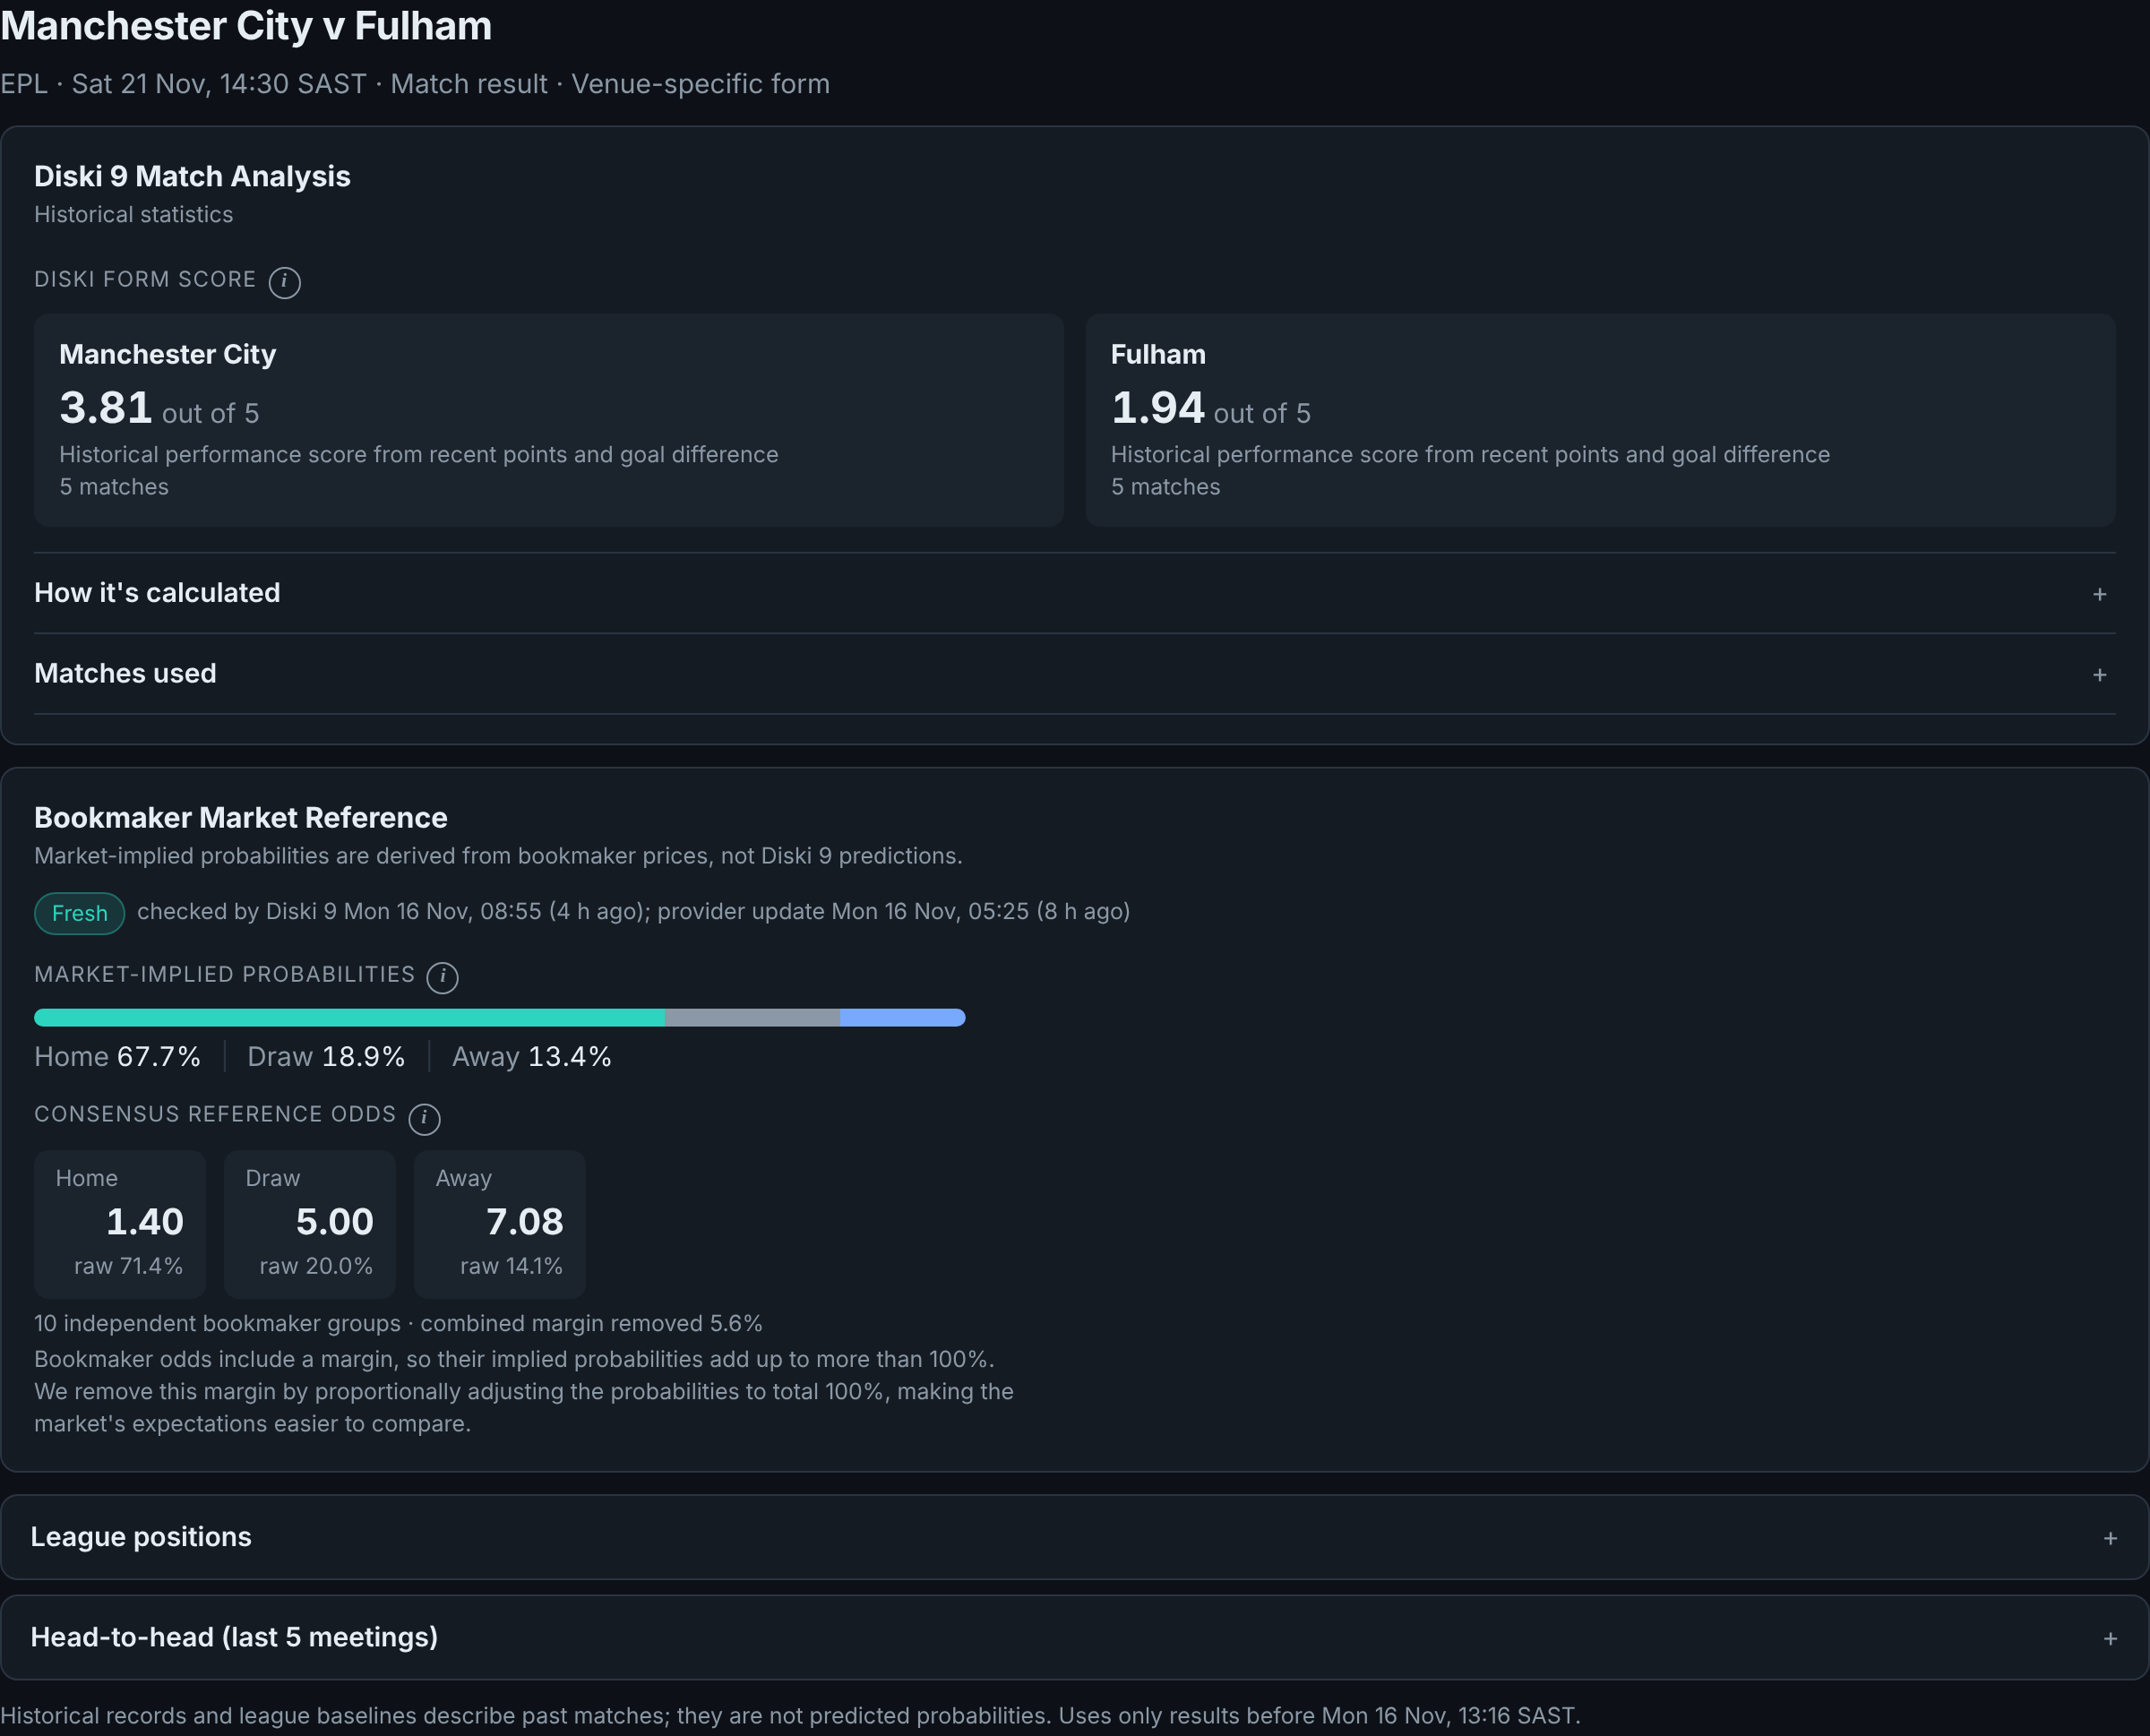 Manchester City v Fulham
EPL · Sat 21 Nov, 14:30 SAST · Match result · Venue-specific form
Diski 9 Match Analysis
Historical statistics
DISKI FORM SCORE i
Manchester City
3.81 out of 5
Historical performance score from recent points and goal difference
5 matches
Fulham
1.94 out of 5
Historical performance score from recent points and goal difference
5 matches
How it's calculated +
Matches used +
Bookmaker Market Reference
Market-implied probabilities are derived from bookmaker prices, not Diski 9 predictions.
Fresh checked by Diski 9 Mon 16 Nov, 08:55 (4 h ago); provider update Mon 16 Nov, 05:25 (8 h ago)
MARKET-IMPLIED PROBABILITIES i
Home 67.7% Draw 18.9% Away 13.4%
CONSENSUS REFERENCE ODDS i
Home
1.40
raw 71.4%
Draw
5.00
raw 20.0%
Away
7.08
raw 14.1%
10 independent bookmaker groups · combined margin removed 5.6%
Bookmaker odds include a margin, so their implied probabilities add up to more than 100%.
We remove this margin by proportionally adjusting the probabilities to total 100%, making the
market's expectations easier to compare.
League positions +
Head-to-head (last 5 meetings) +
Historical records and league baselines describe past matches; they are not predicted probabilities. Uses only results before Mon 16 Nov, 13:16 SAST.